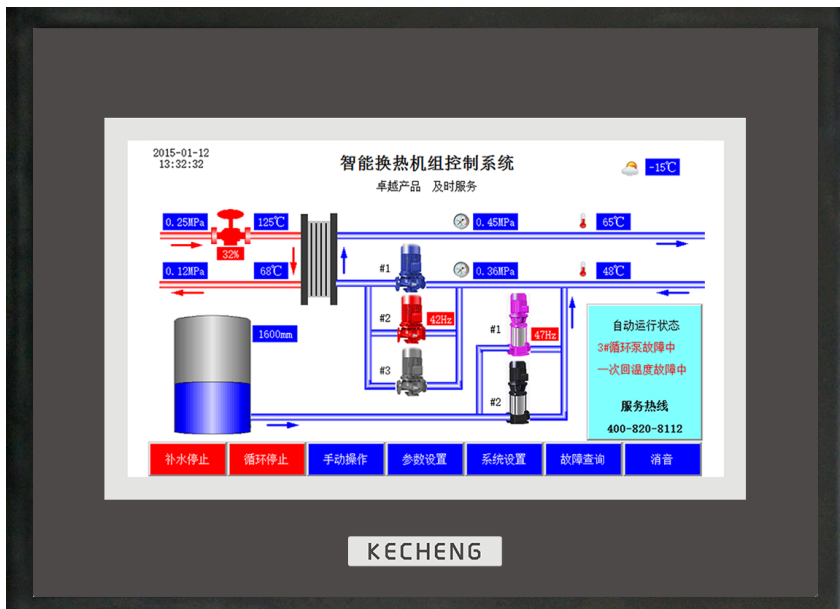 2015-01-12
13:32:32
智能换热机组控制系统
卓越产品 及时服务
-15℃
0.25MPa
125℃
0.45MPa
65℃
32%
0.12MPa
68℃
#1
0.36MPa
48℃
#2
42Hz
#1
47Hz
1600mm
#3
#2
自动运行状态
3#循环泵故障中
一次回温度故障中
服务热线
400-820-8112
补水停止
循环停止
手动操作
参数设置
系统设置
故障查询
消音
KECHENG